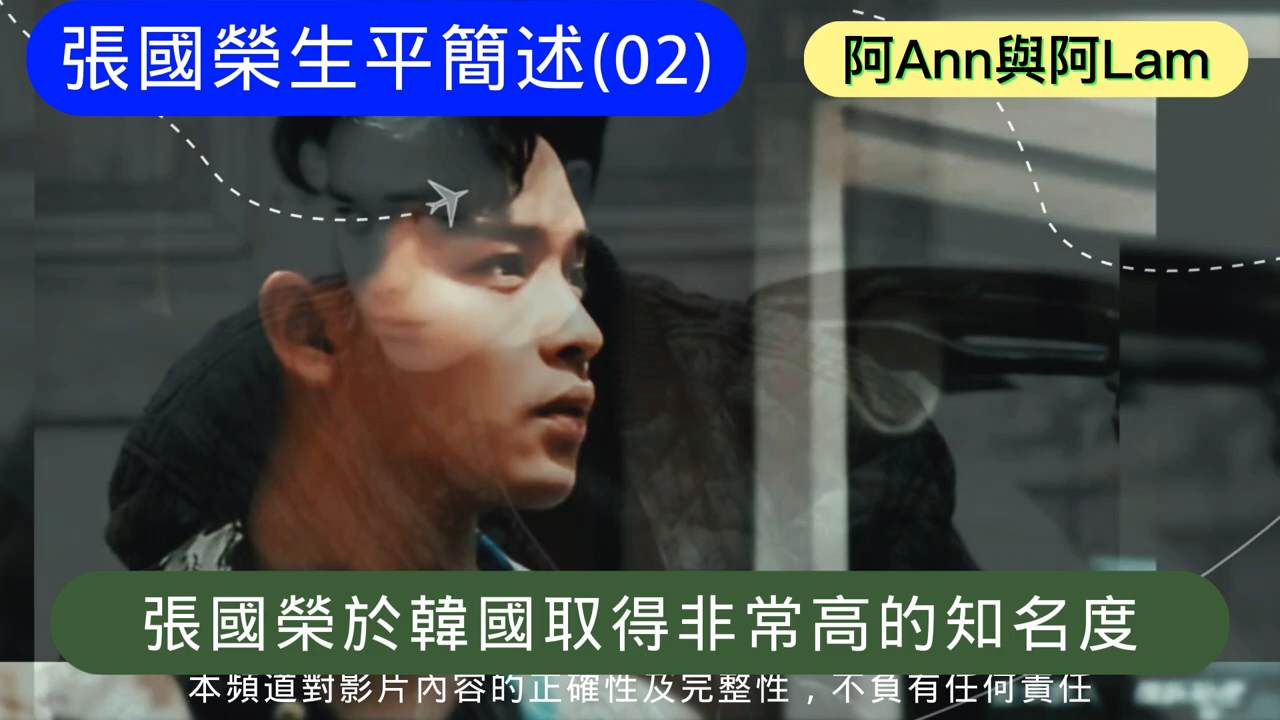 張國榮生平簡述(02)
阿Ann與阿Lam
張國榮於韓國取得非常高的知名度
本頻道對影片內容的正確性及完整性，不負有任何責任